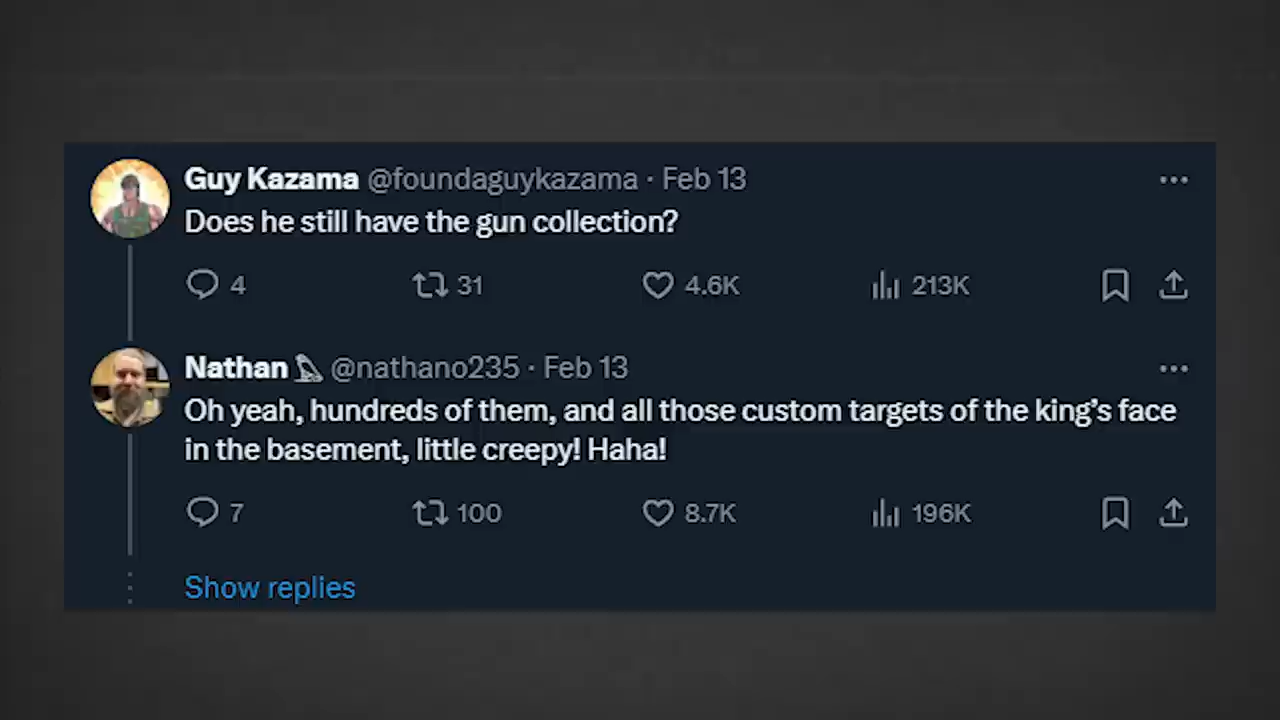 Guy Kazama @foundaguykazama · Feb 13
Does he still have the gun collection?
4 31 4.6K 213K
Nathan @nathano235 · Feb 13
Oh yeah, hundreds of them, and all those custom targets of the king’s face
in the basement, little creepy! Haha!
7 100 8.7K 196K
Show replies